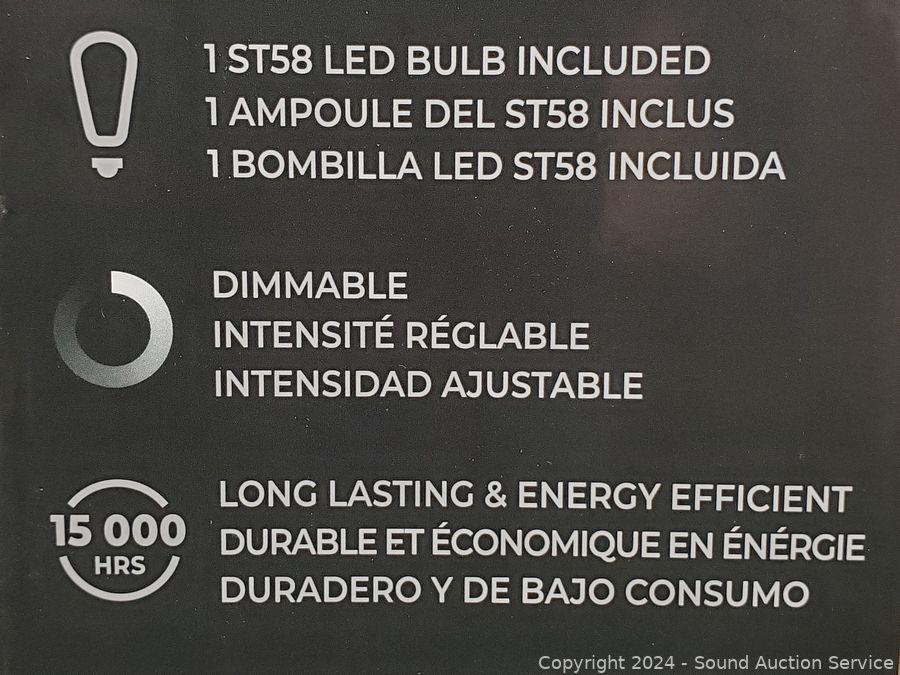 1 ST58 LED BULB INCLUDED
1 AMPOULE DEL ST58 INCLUS
1 BOMBILLA LED ST58 INCLUIDA
DIMMABLE
INTENSITÉ RÉGLABLE
INTENSIDAD AJUSTABLE
15 000
HRS
LONG LASTING & ENERGY EFFICIENT
DURABLE ET ÉCONOMIQUE EN ÉNÉRGIE
DURADERO Y DE BAJO CONSUMO
Copyright 2024 - Sound Auction Service